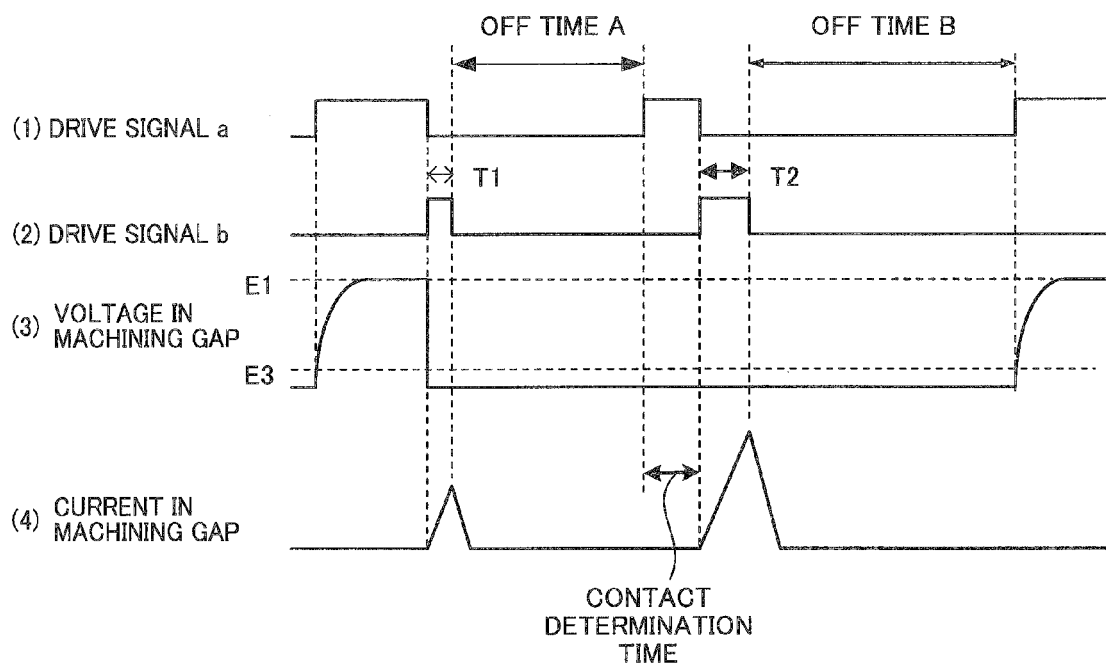 OFF TIME A
OFF TIME B
(1) DRIVE SIGNAL a
T1
T2
(2) DRIVE SIGNAL b
E1
(3) VOLTAGE IN
MACHINING GAP
E3
(4) CURRENT IN
MACHINING GAP
CONTACT
DETERMINATION
TIME